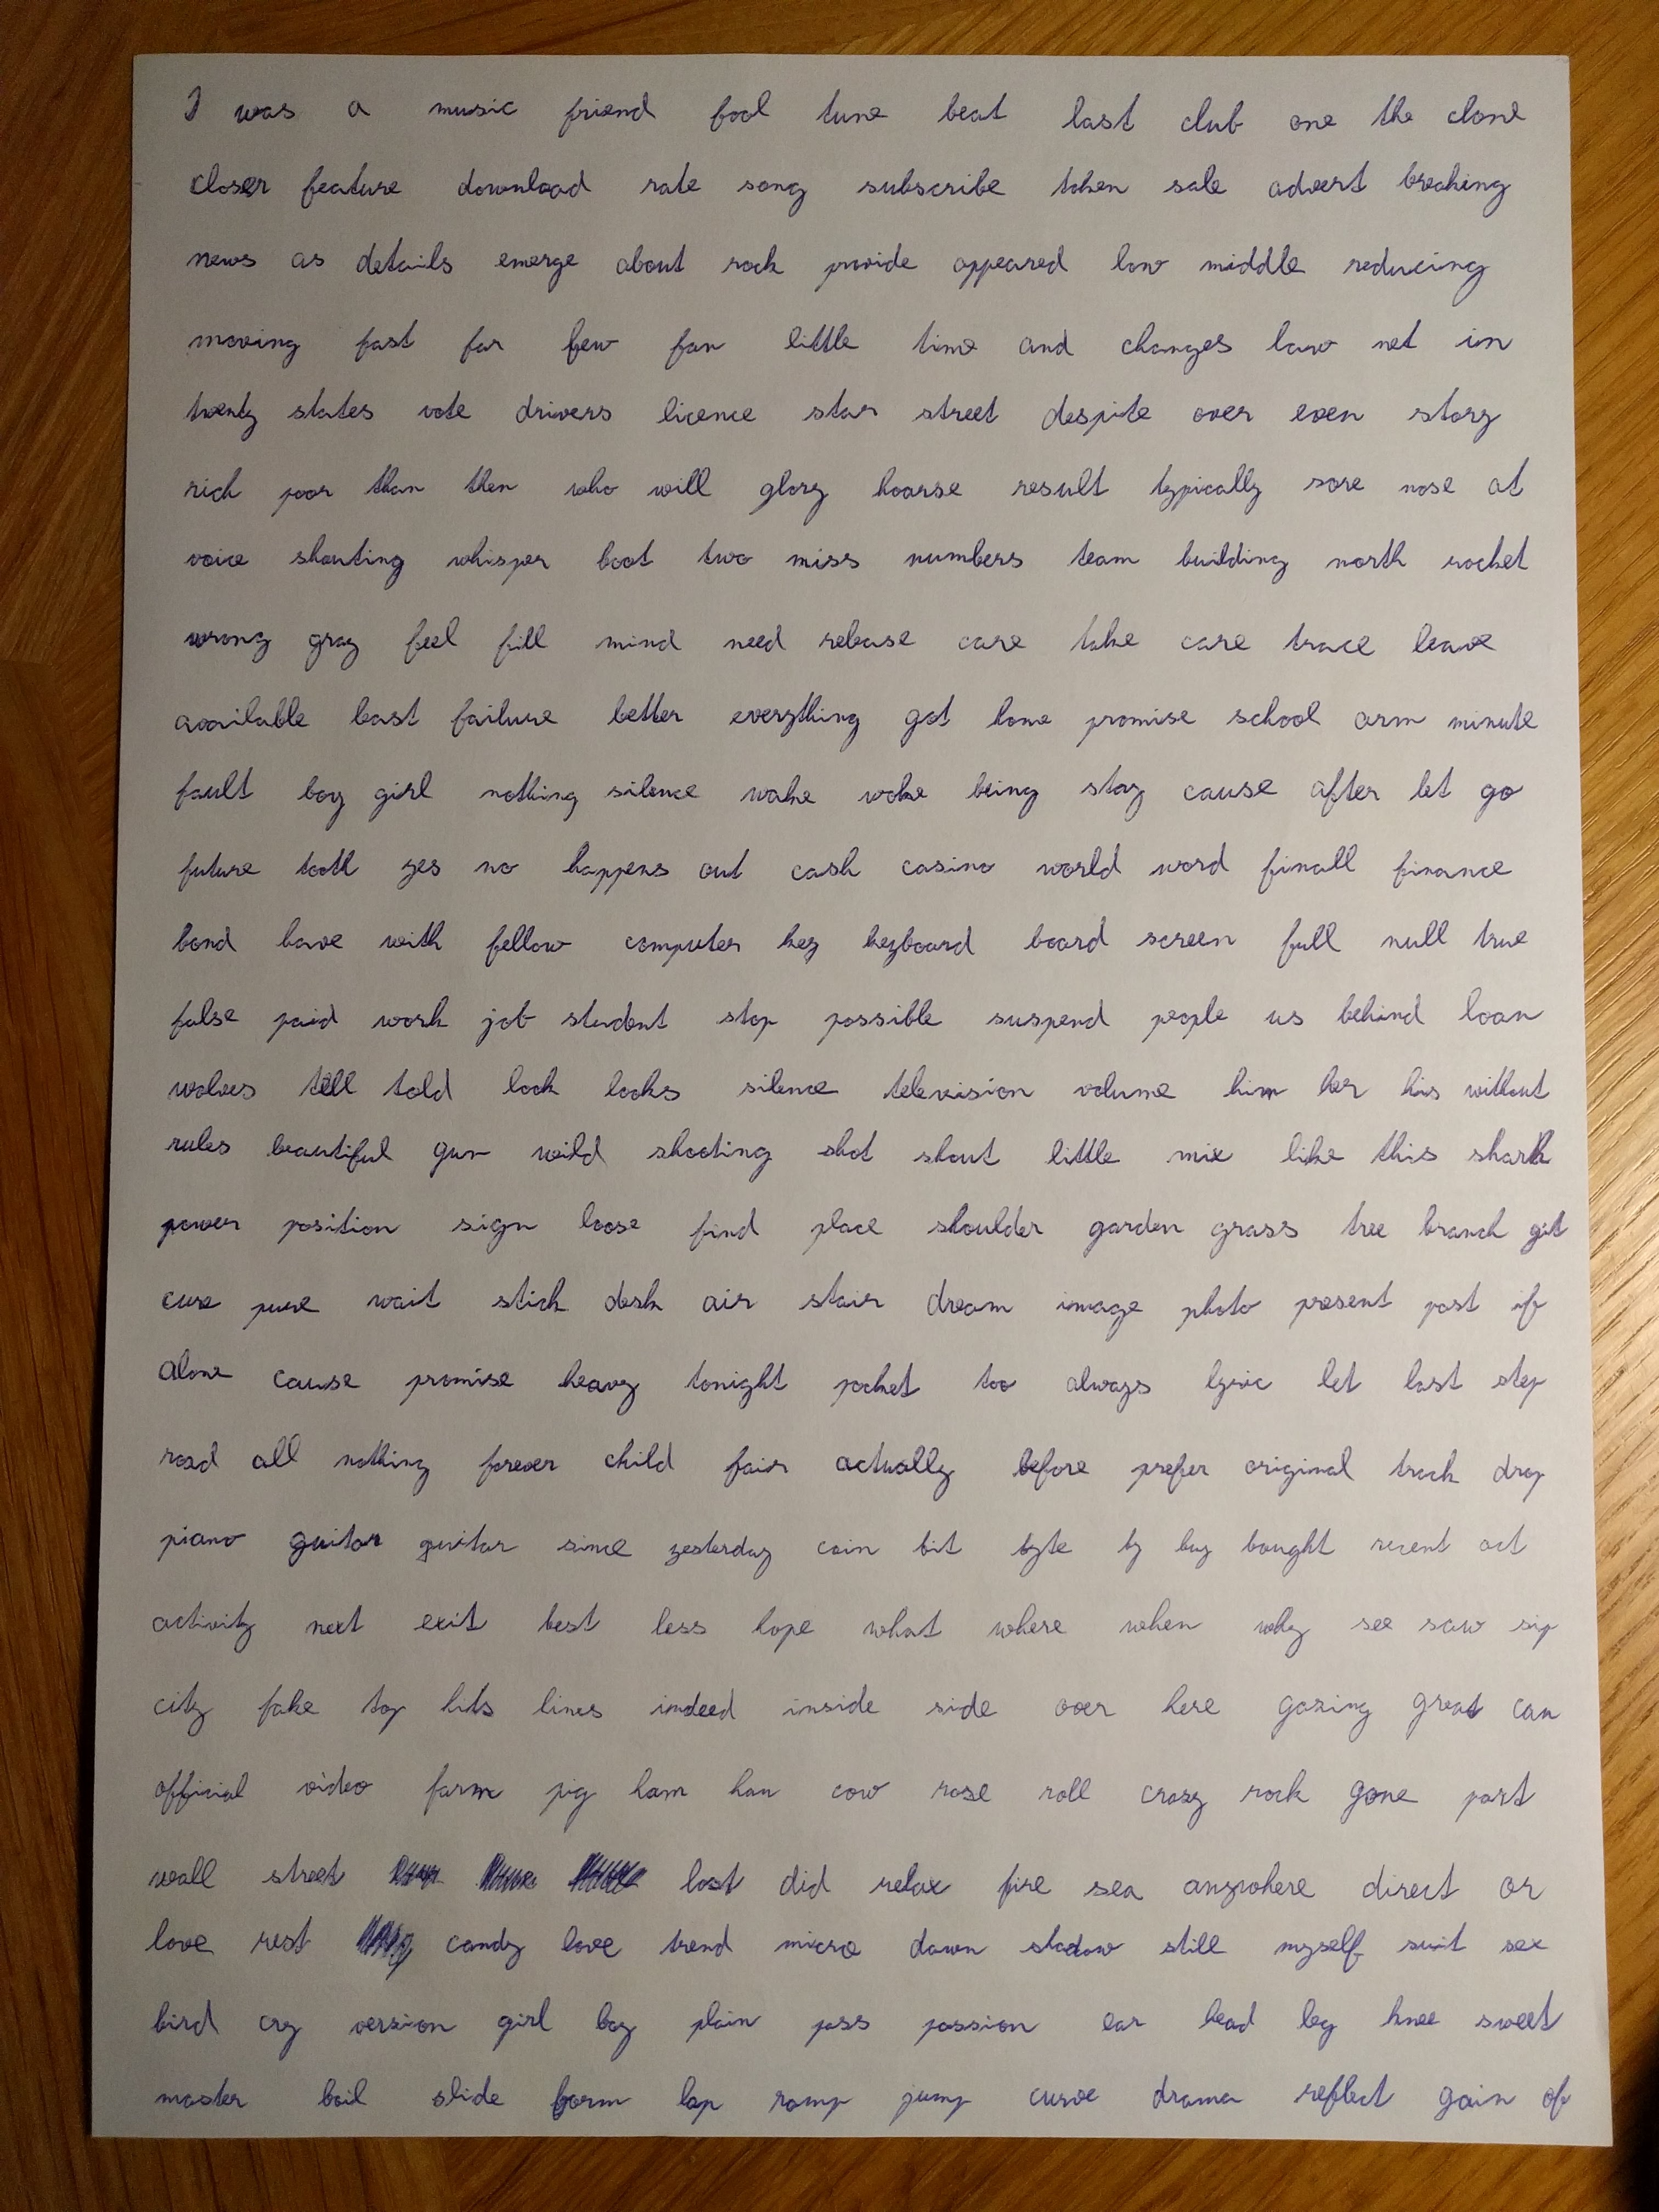 I was a music friend fool tune beat last club one the clone
closer feature download rate song subscribe token sale advert breaking
news as details emerge about rock provide appeared low middle reducing
moving fast far few fan little time and changes law net in
twenty states vote drivers licence star street despite over even story
rich poor than then who will glory hoarse result typically sore nose at
voice shouting whisper boot two miss numbers team building north rocket
wrong gray feel fill mind need release care take care trace leave
available least failure better everything got home promise school arm minute
fault boy girl nothing silence wake woke being stay cause after let go
future tooth yes no happens out cash casino world word finall finance
bond have with fellow computer key keyboard board screen full null true
false paid work job student stop possible suspend people us behind loan
wolves tell told look looks silence television volume him her his without
rules beautiful gun wild shooting shot shout little mix like this shark
power position sign loose find place shoulder garden grass tree branch git
cure pure wait stick desk air stair dream image photo present past if
alone cause promise heavy tonight pocket too always lyric let last step
road all nothing forever child fair actually before prefer original track drop
piano guitar guitar since yesterday coin bit byte by buy bought recent act
activity next exit best less hope what where when why see saw sip
city fake top hits lines indeed inside side over here gazing great can
official video farm pig ham han cow rose roll crazy rock gone part
wall street lost did relax fire sea anywhere direct or
love rest candy love trend micro down shadow still myself suit sex
bird cry version girl boy plain pass passion ear head leg knee sweet
master bail slide form lap ramp jump curve drama reflect gain of